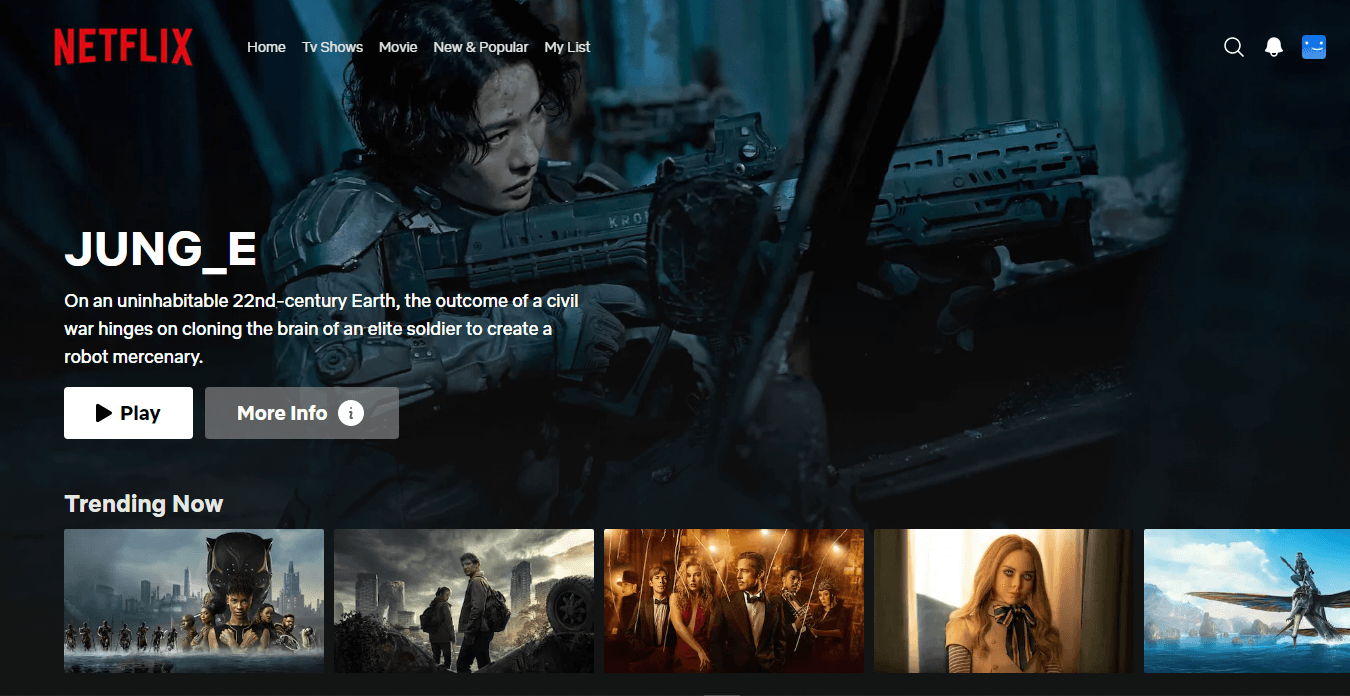 NETFLIX
Home Tv Shows Movie New & Popular My List
JUNG_E
On an uninhabitable 22nd-century Earth, the outcome of a civil
war hinges on cloning the brain of an elite soldier to create a
robot mercenary.
Play More Info i
Trending Now